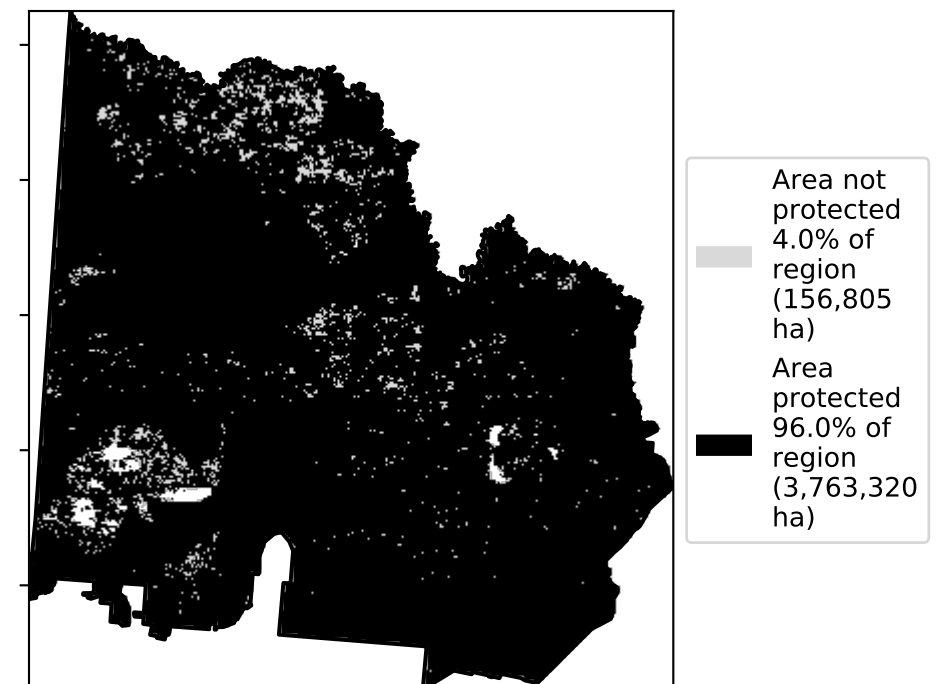 Area not
protected
4.0% of
region
(156,805
ha)
Area
protected
96.0% of
region
(3,763,320
ha)